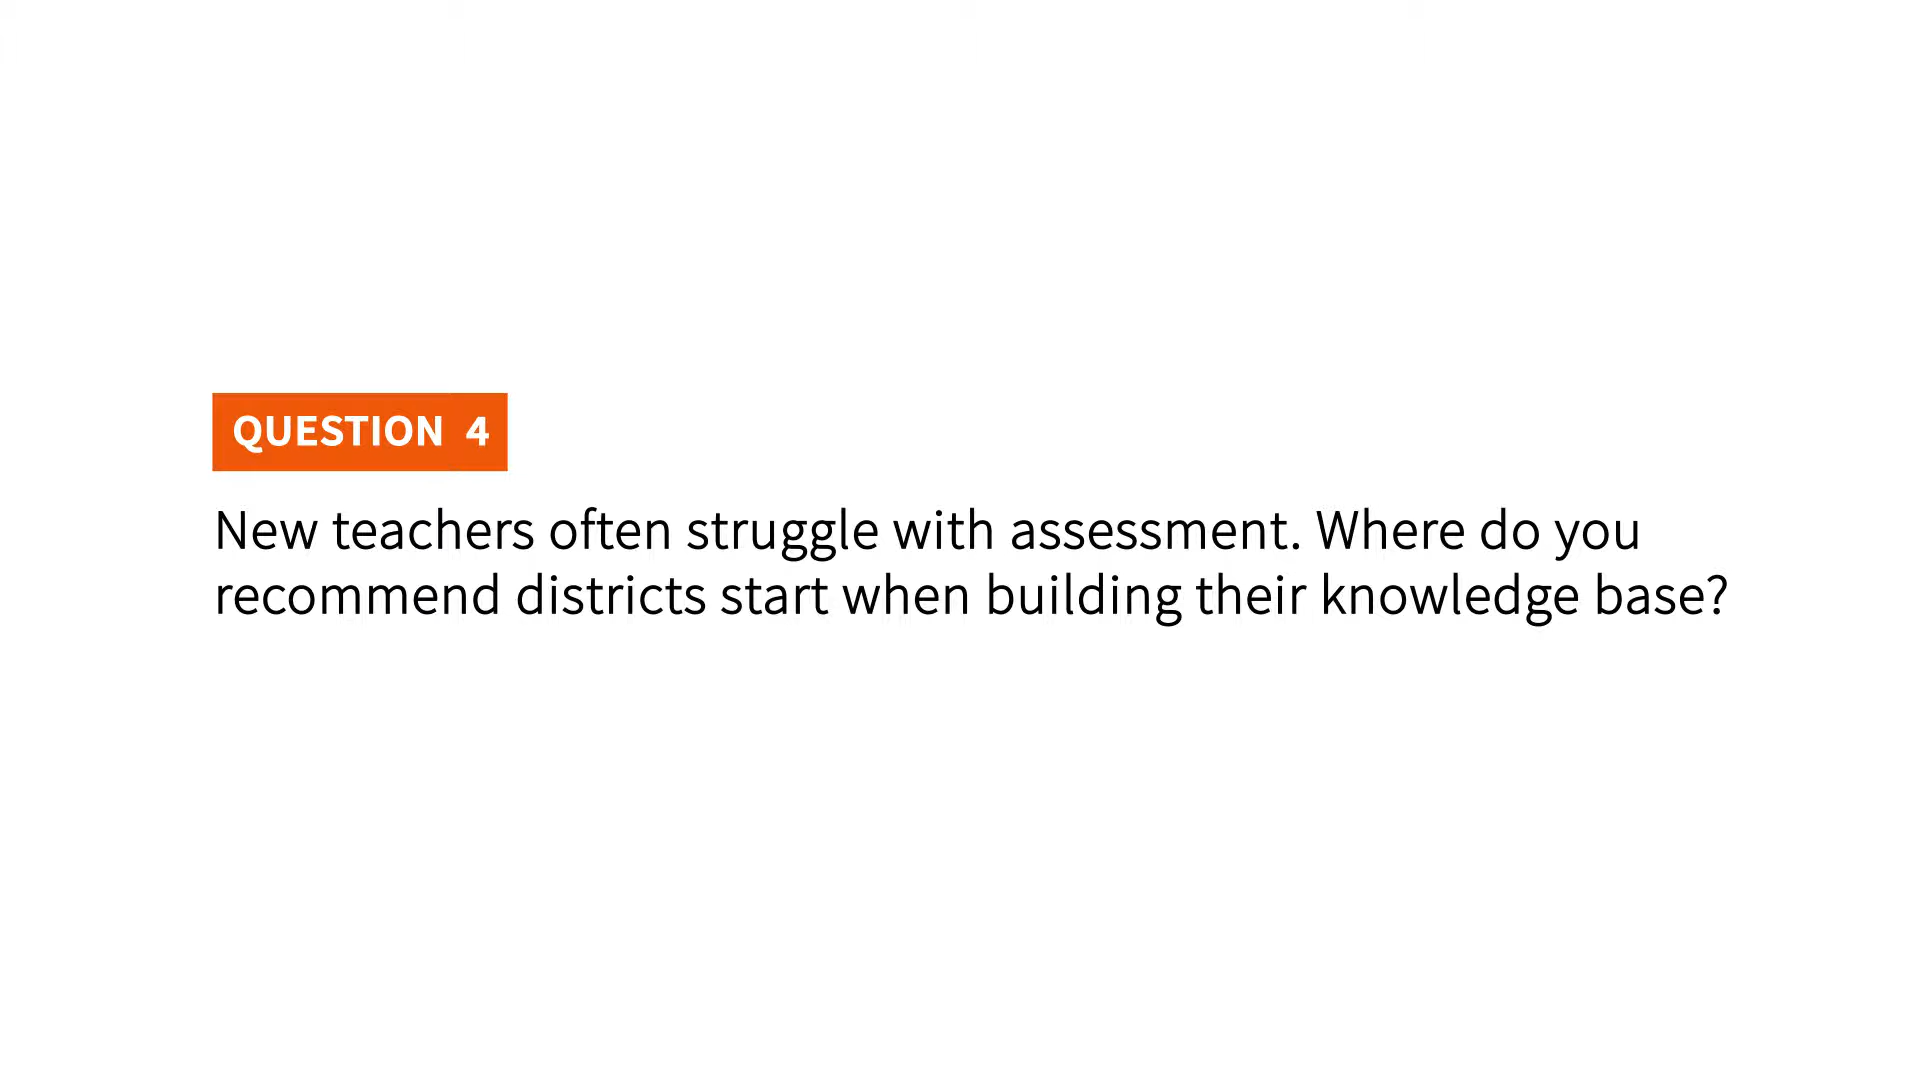 QUESTION 4
New teachers often struggle with assessment. Where do you
recommend districts start when building their knowledge base?